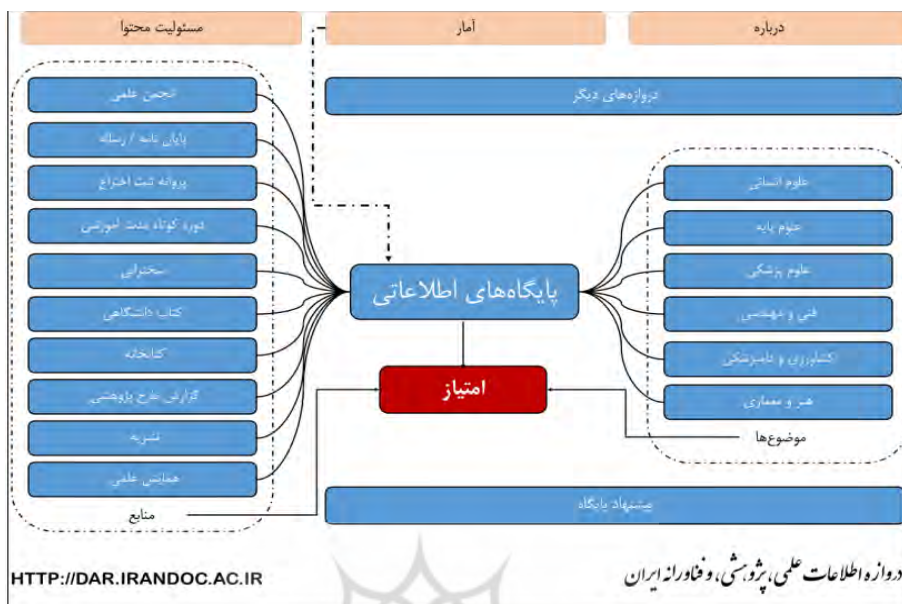 درباره
آمار
مسئولیت محتوا
دروازه‌های دیگر
علوم انسانی
علوم پایه
علوم پزشکی
فنی و مهندسی
کشاورزی و دامپزشکی
هنر و معماری
موضوع‌ها
پایگاه‌های اطلاعاتی
امتیاز
انجمن علمی
پایان نامه / رساله
پروانه ثبت اختراع
دوره کوتاه مدت آموزشی
سخنرانی
کتاب دانشگاهی
کتابخانه
گزارش طرح پژوهشی
نشریه
همایش علمی
منابع
پیشنهاد پایگاه
دروازه اطلاعات علمی، پژوهشی، و فناورانه ایران
HTTP://DAR.IRANDOC.AC.IR